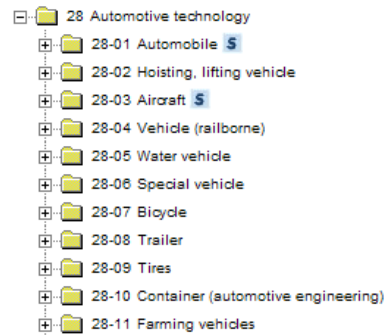 28 Automotive technology
28-01 Automobile S
28-02 Hoisting, lifting vehicle
28-03 Aircraft S
28-04 Vehicle (railborne)
28-05 Water vehicle
28-06 Special vehicle
28-07 Bicycle
28-08 Trailer
28-09 Tires
28-10 Container (automotive engineering)
28-11 Farming vehicles